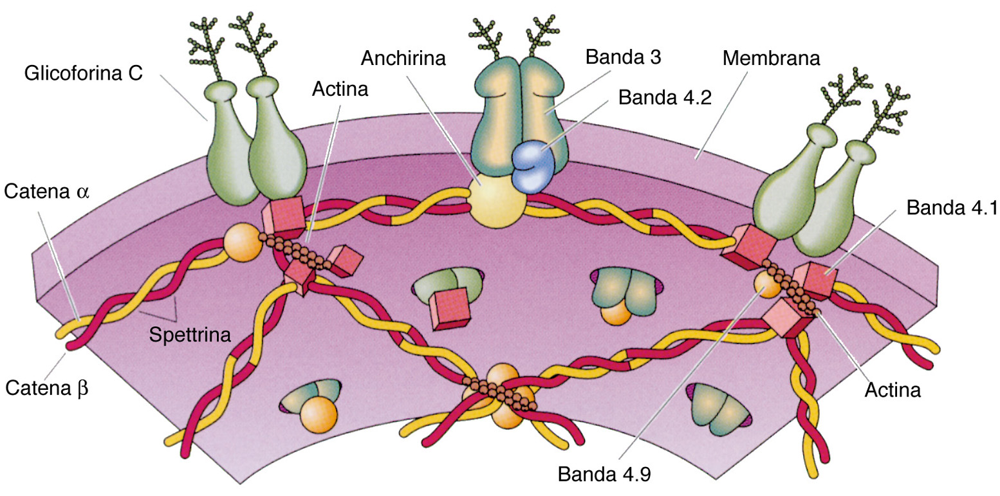 Glicoforina C
Actina
Anchirina
Banda 3
Banda 4.2
Membrana
Catena α
Banda 4.1
Spettrina
Catena β
Actina
Banda 4.9